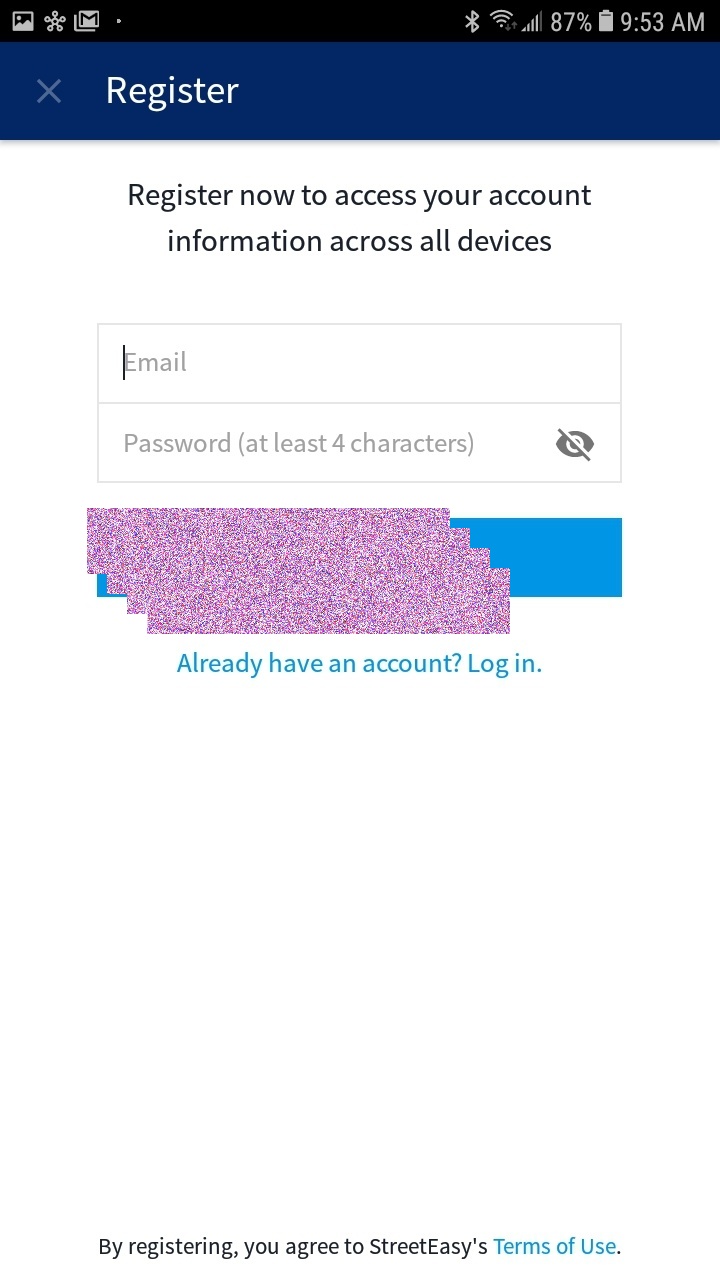 87% 9:53 AM
Register
Register now to access your account
information across all devices
Email
Password (at least 4 characters)
Already have an account? Log in.
By registering, you agree to StreetEasy's Terms of Use.